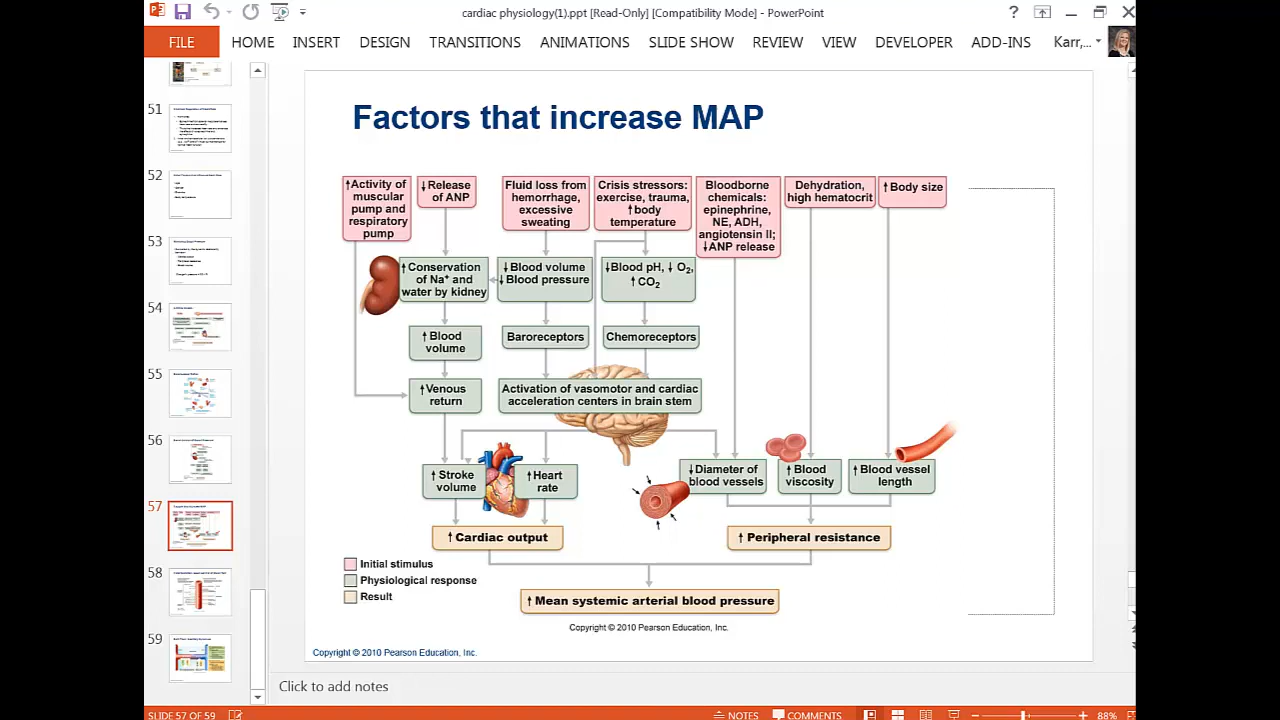 cardiac physiology(1).ppt [Read-Only] [Compatibility Mode] - PowerPoint
?
FILE
HOME
INSERT
DESIGN
TRANSITIONS
ANIMATIONS
SLIDE SHOW
REVIEW
VIEW
DEVELOPER
ADD-INS
Karr,...
51
52
53
54
55
56
57
58
59
Factors that increase MAP
↑Activity of
muscular
pump and
respiratory
pump
↓Release
of ANP
Fluid loss from
hemorrhage,
excessive
sweating
Crisis stressors:
exercise, trauma,
↑ body
temperature
Bloodborne
chemicals:
epinephrine,
NE, ADH,
angiotensin II;
↓ANP release
Dehydration,
high hematocrit
↑ Body size
↑ Conservation
of Na⁺ and
water by kidney
↓Blood volume
↓Blood pressure
↓Blood pH, ↓ O₂,
↑ CO₂
↑ Blood
volume
Baroreceptors
Chemoreceptors
↑Venous
return
Activation of vasomotor and cardiac
acceleration centers in brain stem
↑ Stroke
volume
↑Heart
rate
↓Diameter of
blood vessels
↑ Blood
viscosity
↑ Blood vessel
length
↑ Cardiac output
↑ Peripheral resistance
Initial stimulus
Physiological response
Result
↑ Mean systemic arterial blood pressure
Copyright © 2010 Pearson Education, Inc.
Copyright © 2010 Pearson Education, Inc.
Click to add notes
SLIDE 57 OF 59
NOTES
COMMENTS
88%